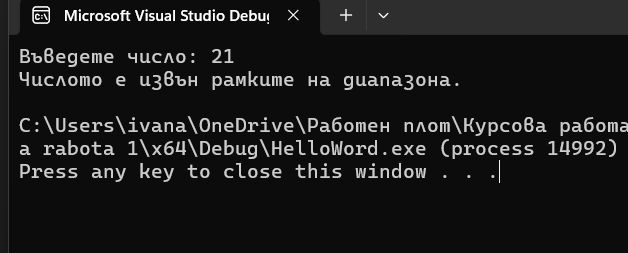 Microsoft Visual Studio Debug
Въведете число: 21
Числото е извън рамките на диапазона.
C:\Users\ivana\OneDrive\Работен плот\Курсова работа
a rabota 1\x64\Debug\HelloWord.exe (process 14992)
Press any key to close this window . . .